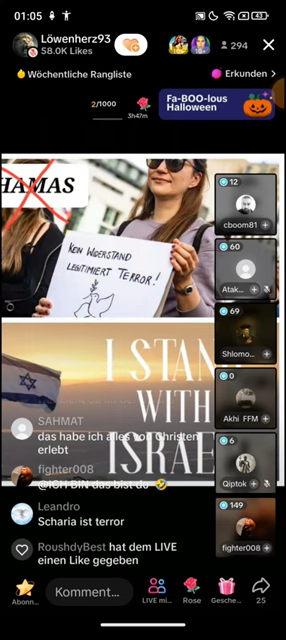 01:05
43
Löwenherz93
58.0K Likes
294
Wöchentliche Rangliste
Erkunden >
2/1000
3h47m
Fa-BOO-lous
Halloween
HAMAS
KEIN WIDERSTAND
LEGITIMIERT TERROR!
12
cboom81
60
Atak...
69
Shlomo...
0
Akhi FFM
6
Qiptok
149
fighter008
I STAN
WITH
ISRAE
SAHMAT
das habe ich alles von Christen
erlebt
fighter008
@ICH BIN das bist du 🤣
Leandro
Scharia ist terror
RoushdyBest hat dem LIVE
einen Like gegeben
Abonn...
Komment...
LIVE mi...
Rose
Gesche...
25